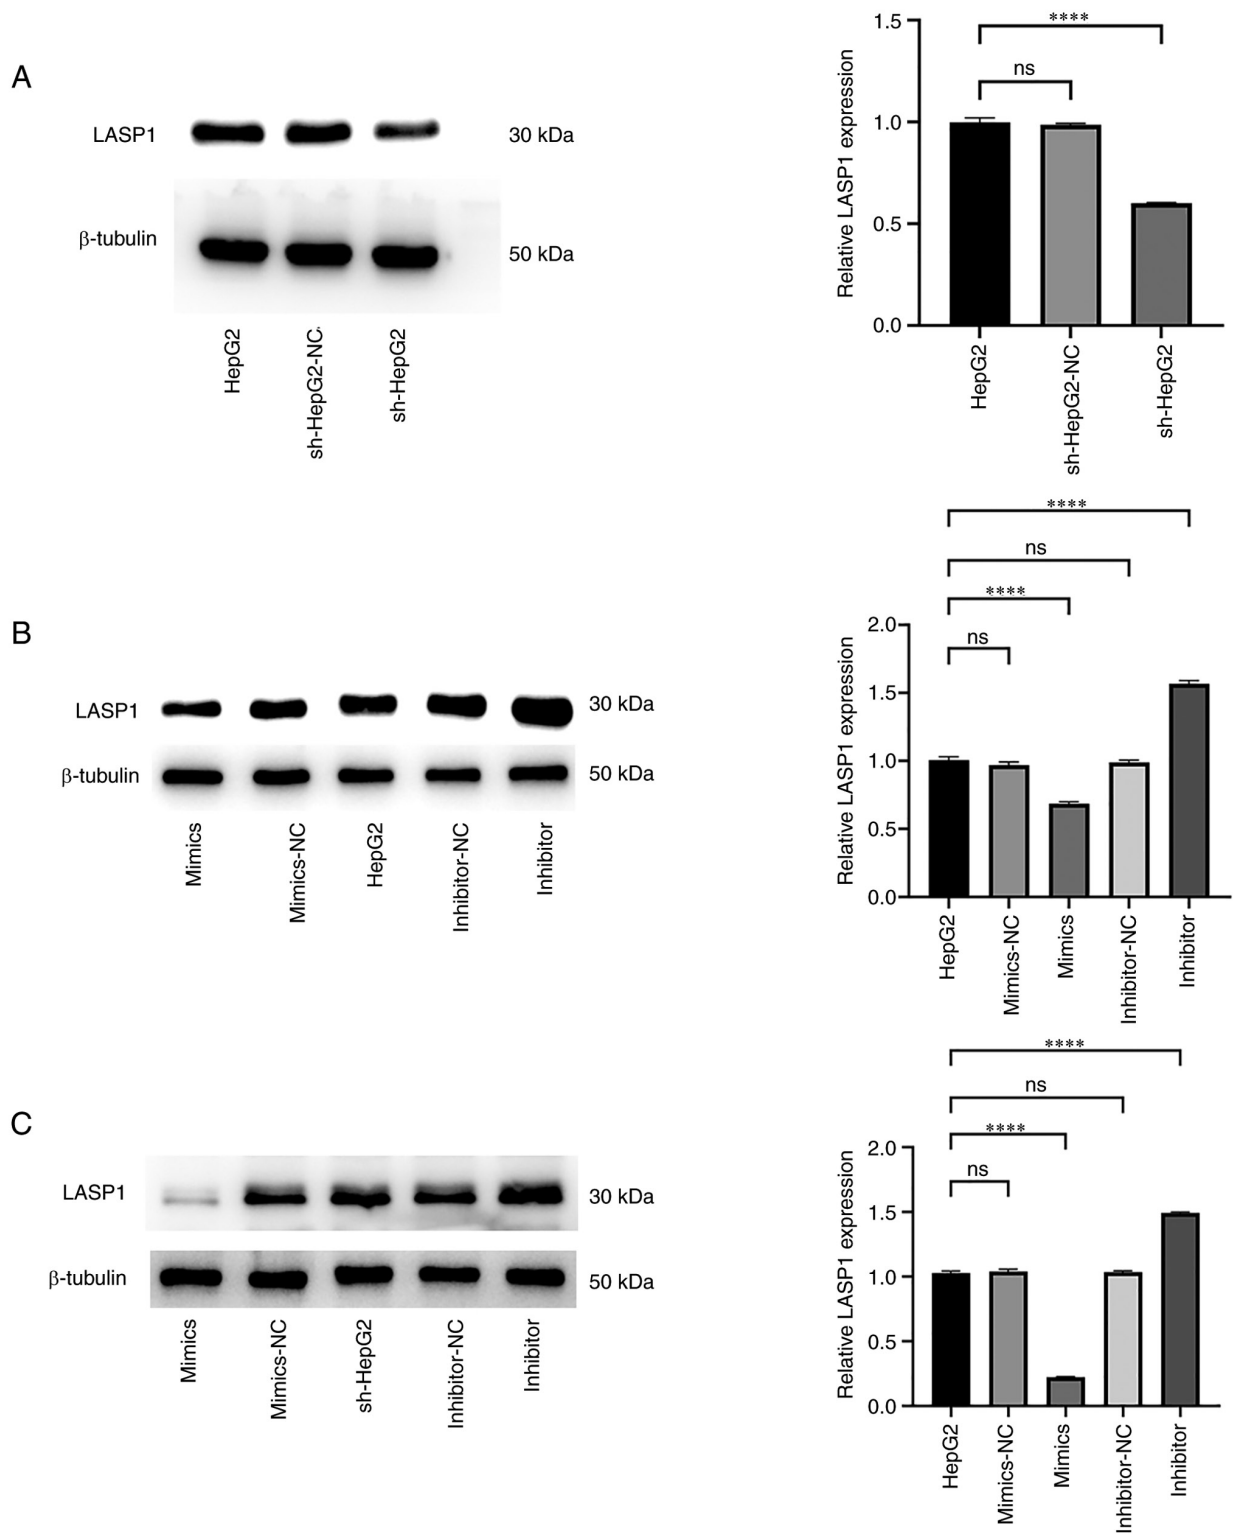 A
LASP1
30 kDa
β-tubulin
50 kDa
HepG2
sh-HepG2-NC
sh-HepG2
Relative LASP1 expression
1.5
1.0
0.5
0.0
****
ns
HepG2
sh-HepG2-NC
sh-HepG2
B
LASP1
30 kDa
β-tubulin
50 kDa
Mimics
Mimics-NC
HepG2
Inhibitor-NC
Inhibitor
Relative LASP1 expression
2.0
1.5
1.0
0.5
0.0
****
ns
****
ns
HepG2
Mimics-NC
Mimics
Inhibitor-NC
Inhibitor
C
LASP1
30 kDa
β-tubulin
50 kDa
Mimics
Mimics-NC
sh-HepG2
Inhibitor-NC
Inhibitor
Relative LASP1 expression
2.0
1.5
1.0
0.5
0.0
****
ns
****
ns
HepG2
Mimics-NC
Mimics
Inhibitor-NC
Inhibitor